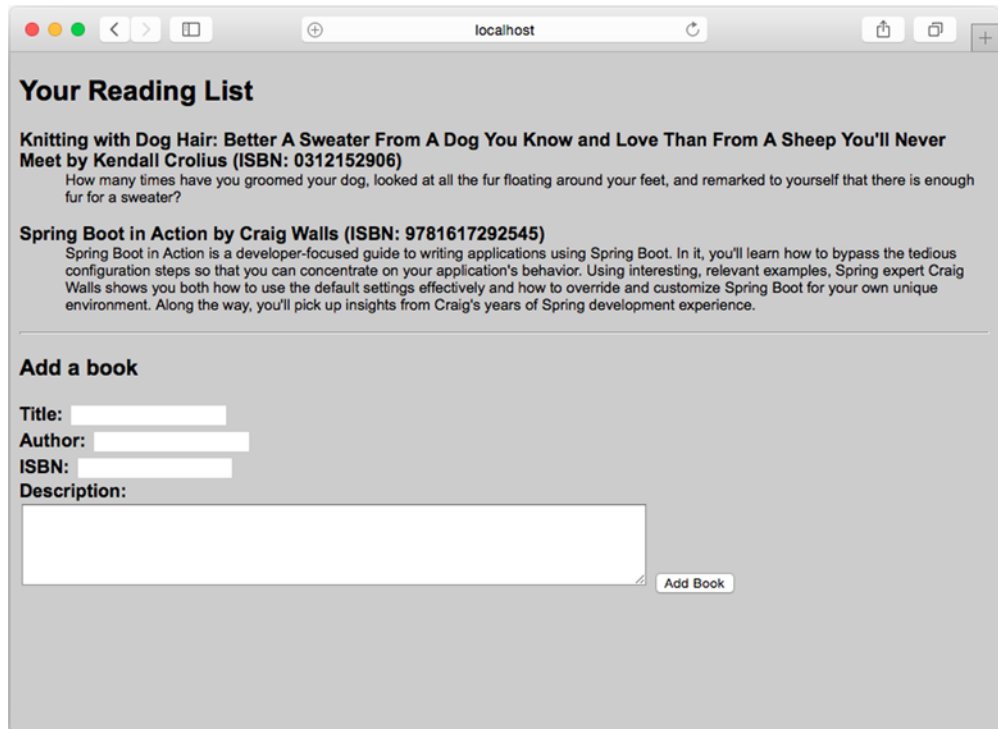 localhost
Your Reading List
Knitting with Dog Hair: Better A Sweater From A Dog You Know and Love Than From A Sheep You'll Never
Meet by Kendall Crolius (ISBN: 0312152906)
How many times have you groomed your dog, looked at all the fur floating around your feet, and remarked to yourself that there is enough
fur for a sweater?
Spring Boot in Action by Craig Walls (ISBN: 9781617292545)
Spring Boot in Action is a developer-focused guide to writing applications using Spring Boot. In it, you'll learn how to bypass the tedious
configuration steps so that you can concentrate on your application's behavior. Using interesting, relevant examples, Spring expert Craig
Walls shows you both how to use the default settings effectively and how to override and customize Spring Boot for your own unique
environment. Along the way, you'll pick up insights from Craig's years of Spring development experience.
Add a book
Title:
Author:
ISBN:
Description:
Add Book